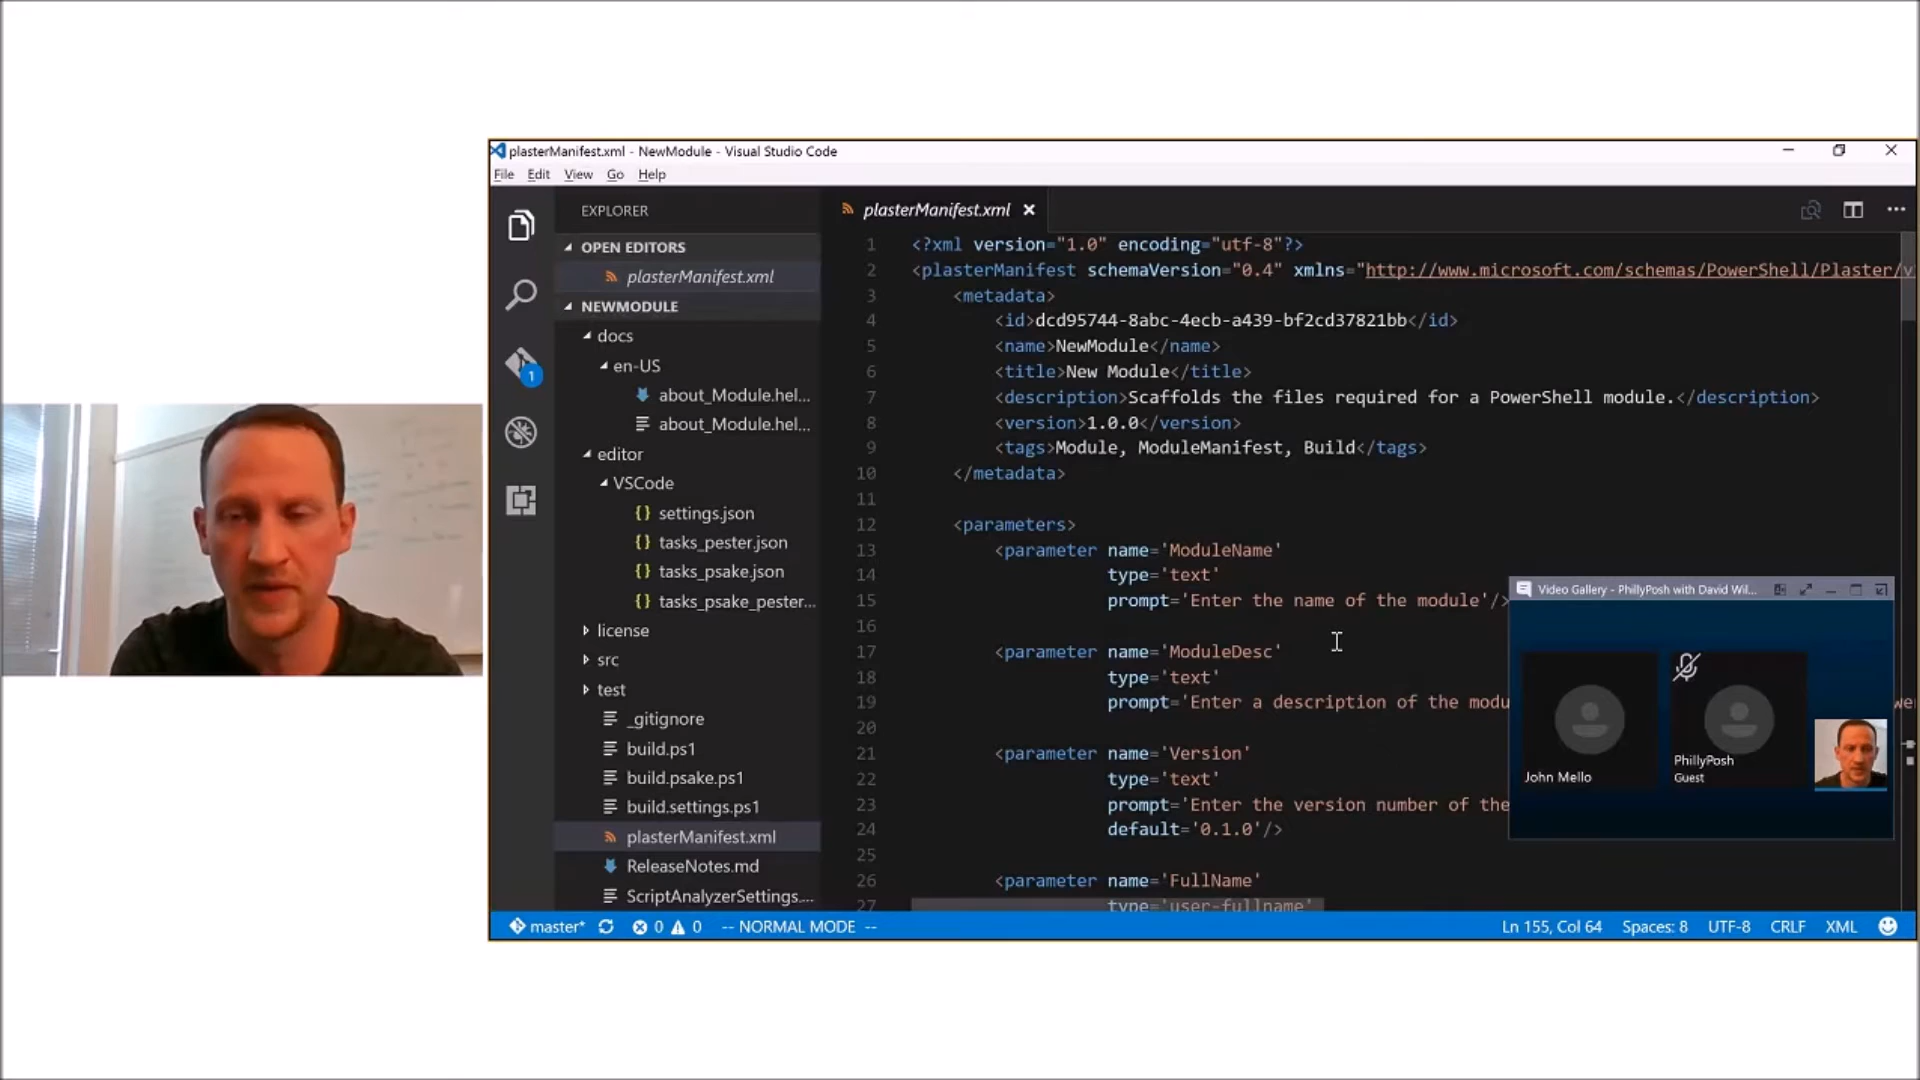 plasterManifest.xml - NewModule - Visual Studio Code
File Edit View Go Help
EXPLORER
OPEN EDITORS
plasterManifest.xml
NEWMODULE
docs
en-US
about_Module.hel...
about_Module.hel...
editor
VSCode
settings.json
tasks_pester.json
tasks_psake.json
tasks_psake_pester...
license
src
test
_gitignore
build.ps1
build.psake.ps1
build.settings.ps1
plasterManifest.xml
ReleaseNotes.md
ScriptAnalyzerSettings....
1
plasterManifest.xml
1 <?xml version="1.0" encoding="utf-8"?>
2 <plasterManifest schemaVersion="0.4" xmlns="http://www.microsoft.com/schemas/PowerShell/Plaster/v
3 <metadata>
4 <id>dcd95744-8abc-4ecb-a439-bf2cd37821bb</id>
5 <name>NewModule</name>
6 <title>New Module</title>
7 <description>Scaffolds the files required for a PowerShell module.</description>
8 <version>1.0.0</version>
9 <tags>Module, ModuleManifest, Build</tags>
10 </metadata>
11
12 <parameters>
13 <parameter name='ModuleName'
14 type='text'
15 prompt='Enter the name of the module'/>
16
17 <parameter name='ModuleDesc'
18 type='text'
19 prompt='Enter a description of the modu
20
21 <parameter name='Version'
22 type='text'
23 prompt='Enter the version number of the
24 default='0.1.0'/>
25
26 <parameter name='FullName'
27 type='user-fullname'
Video Gallery - PhillyPosh with David Wil...
John Mello
PhillyPosh
Guest
master* 0 0 -- NORMAL MODE -- Ln 155, Col 64 Spaces: 8 UTF-8 CRLF XML